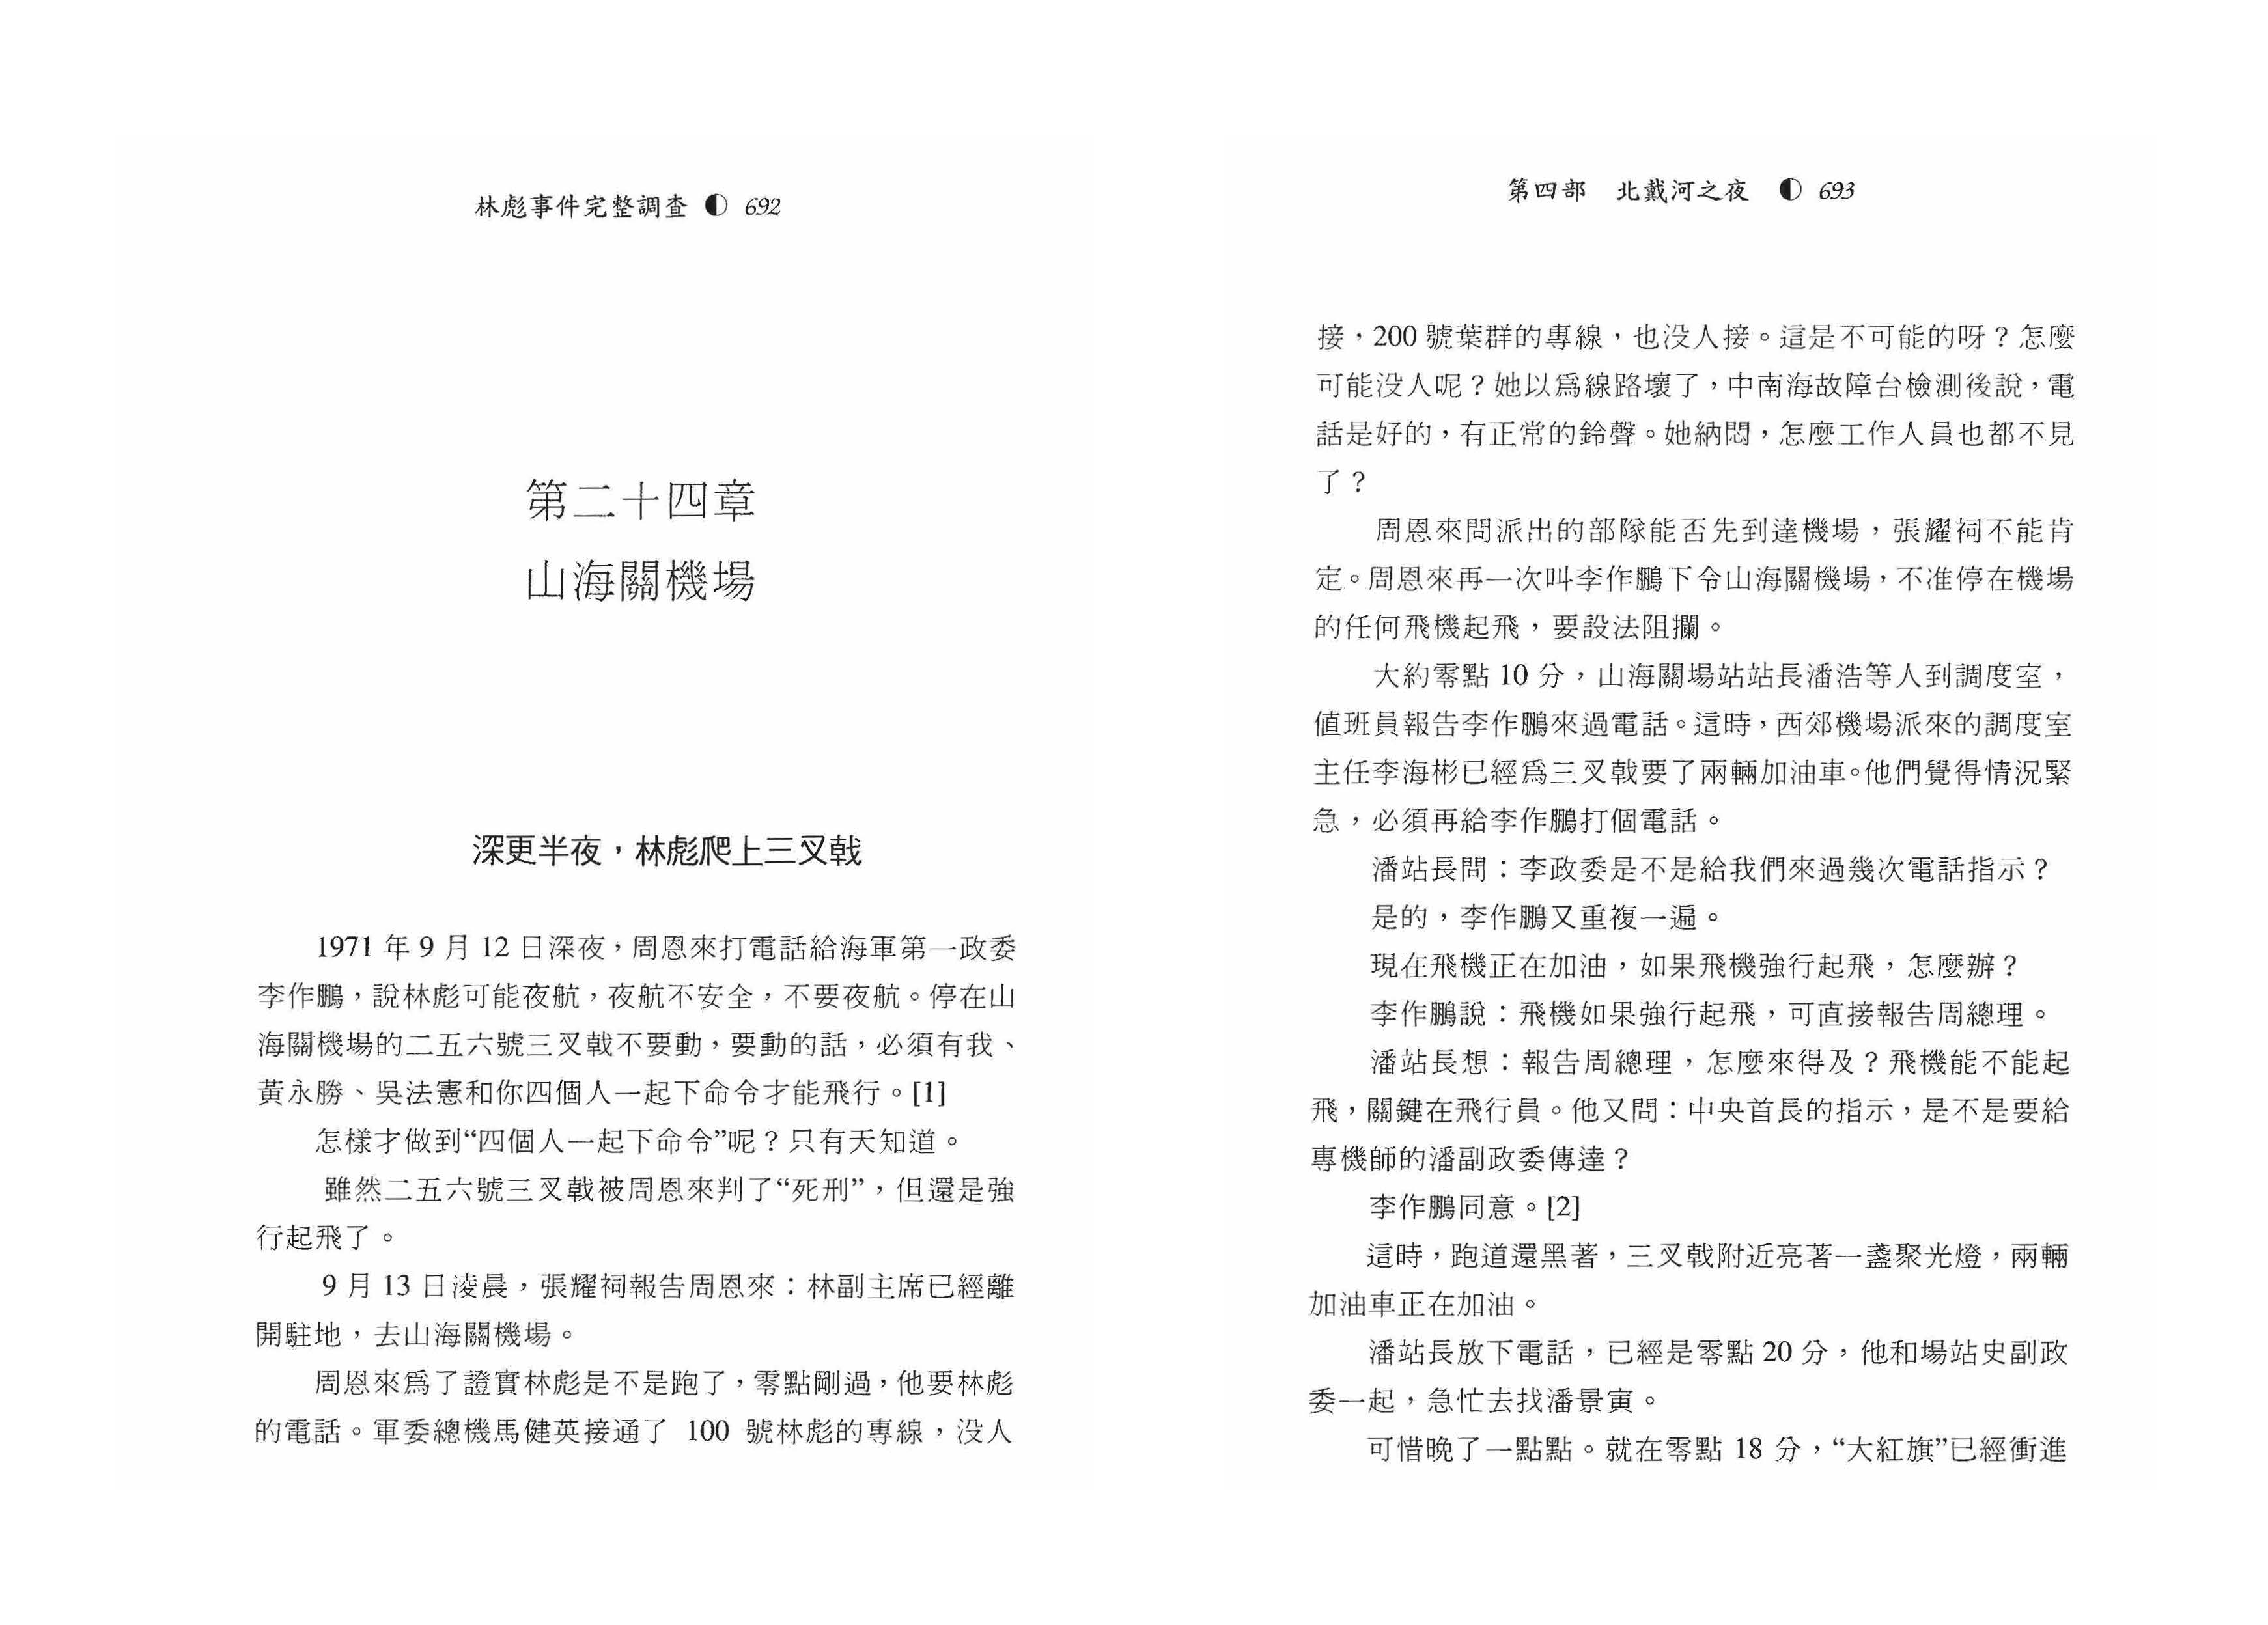 林彪事件完整調查 ◐ 692
第二十四章
山海關機場
深更半夜，林彪爬上三叉戟
1971 年 9 月 12 日深夜，周恩來打電話給海軍第一政委
李作鵬，說林彪可能夜航，夜航不安全，不要夜航。停在山
海關機場的二五六號三叉戟不要動，要動的話，必須有我、
黃永勝、吳法憲和你四個人一起下命令才能飛行。[1]
怎樣才做到“四個人一起下命令”呢？只有天知道。
雖然二五六號三叉戟被周恩來判了“死刑”，但還是強
行起飛了。
9 月 13 日淩晨，張耀祠報告周恩來：林副主席已經離
開駐地，去山海關機場。
周恩來爲了證實林彪是不是跑了，零點剛過，他要林彪
的電話。軍委總機馬健英接通了 100 號林彪的專線，没人
第四部 北戴河之夜 ◐ 693
接，200 號葉群的專線，也没人接。這是不可能的呀？怎麼
可能没人呢？她以爲線路壞了，中南海故障台檢測後說，電
話是好的，有正常的鈴聲。她納悶，怎麼工作人員也都不見
了？
周恩來問派出的部隊能否先到達機場，張耀祠不能肯
定。周恩來再一次叫李作鵬下令山海關機場，不准停在機場
的任何飛機起飛，要設法阻攔。
大約零點 10 分，山海關場站站長潘浩等人到調度室，
値班員報告李作鵬來過電話。這時，西郊機場派來的調度室
主任李海彬已經爲三叉戟要了兩輛加油車。他們覺得情況緊
急，必須再給李作鵬打個電話。
潘站長問：李政委是不是給我們來過幾次電話指示？
是的，李作鵬又重複一遍。
現在飛機正在加油，如果飛機強行起飛，怎麼辦？
李作鵬說：飛機如果強行起飛，可直接報告周總理。
潘站長想：報告周總理，怎麼來得及？飛機能不能起
飛，關鍵在飛行員。他又問：中央首長的指示，是不是要給
專機師的潘副政委傳達？
李作鵬同意。[2]
這時，跑道還黑著，三叉戟附近亮著一盞聚光燈，兩輛
加油車正在加油。
潘站長放下電話，已經是零點 20 分，他和場站史副政
委一起，急忙去找潘景寅。
可惜晚了一點點。就在零點 18 分，“大紅旗”已經衝進